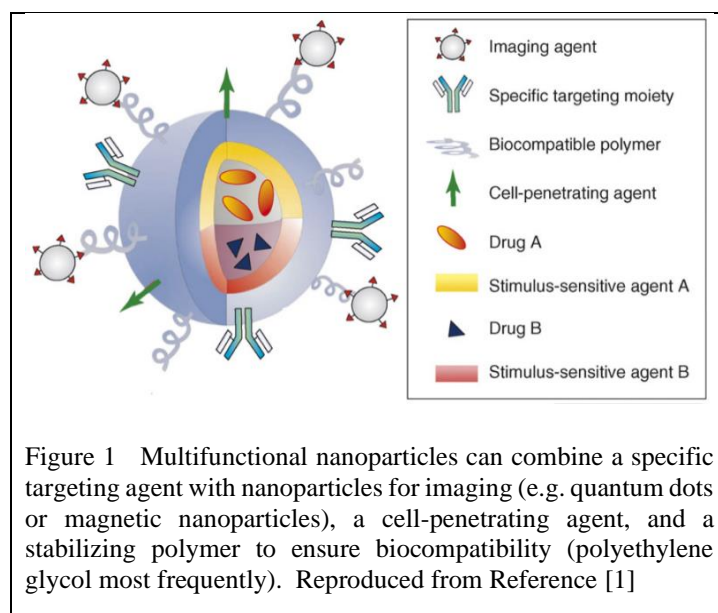 Imaging agent
Specific targeting moiety
Biocompatible polymer
Cell-penetrating agent
Drug A
Stimulus-sensitive agent A
Drug B
Stimulus-sensitive agent B
Figure 1 Multifunctional nanoparticles can combine a specific
targeting agent with nanoparticles for imaging (e.g. quantum dots
or magnetic nanoparticles), a cell-penetrating agent, and a
stabilizing polymer to ensure biocompatibility (polyethylene
glycol most frequently). Reproduced from Reference [1]